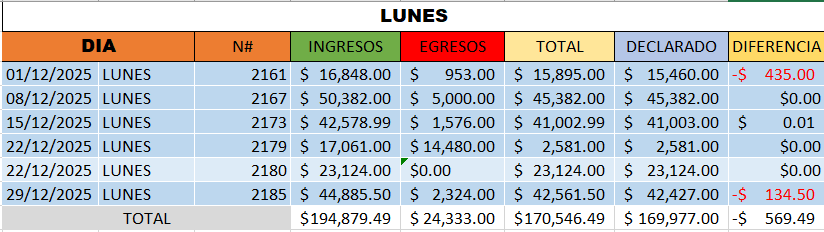 LUNES
DIA N# INGRESOS EGRESOS TOTAL DECLARADO DIFERENCIA
01/12/2025 LUNES 2161 $ 16,848.00 $ 953.00 $ 15,895.00 $ 15,460.00 -$ 435.00
08/12/2025 LUNES 2167 $ 50,382.00 $ 5,000.00 $ 45,382.00 $ 45,382.00 $0.00
15/12/2025 LUNES 2173 $ 42,578.99 $ 1,576.00 $ 41,002.99 $ 41,003.00 $ 0.01
22/12/2025 LUNES 2179 $ 17,061.00 $ 14,480.00 $ 2,581.00 $ 2,581.00 $0.00
22/12/2025 LUNES 2180 $ 23,124.00 $0.00 $ 23,124.00 $ 23,124.00 $0.00
29/12/2025 LUNES 2185 $ 44,885.50 $ 2,324.00 $ 42,561.50 $ 42,427.00 -$ 134.50
TOTAL $194,879.49 $ 24,333.00 $170,546.49 $ 169,977.00 -$ 569.49